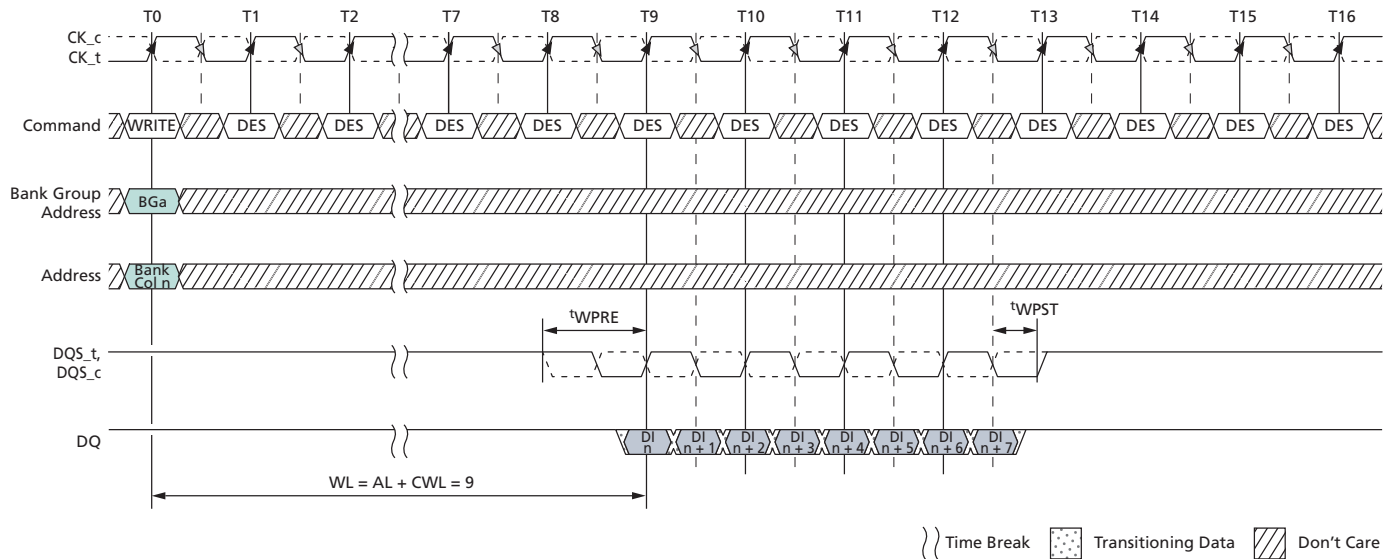 T0 T1 T2 T7 T8 T9 T10 T11 T12 T13 T14 T15 T16
CK_c
CK_t
Command WRITE DES DES DES DES DES DES DES DES DES DES DES DES
Bank Group
Address
BGa
Address
Bank
Col n
tWPRE
tWPST
DQS_t,
DQS_c
DQ
DI n
DI n + 1
DI n + 2
DI n + 3
DI n + 4
DI n + 5
DI n + 6
DI n + 7
WL = AL + CWL = 9
Time Break Transitioning Data Don't Care